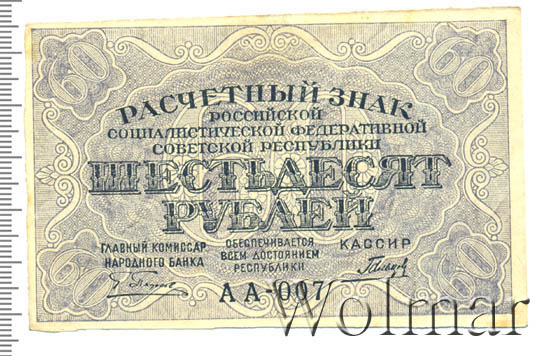 60 60
РАСЧЕТНЫЙ ЗНАК
РОССИЙСКОЙ
СОЦИАЛИСТИЧЕСКОЙ ФЕДЕРАТИВНОЙ
СОВЕТСКОЙ РЕСПУБЛИКИ
ШЕСТЬДЕСЯТ
РУБЛЕЙ
ГЛАВНЫЙ КОМИССАР
НАРОДНОГО БАНКА
ОБЕСПЕЧИВАЕТСЯ
ВСЕМ ДОСТОЯНИЕМ
РЕСПУБЛИКИ
КАССИР
60 60
АА-007
Wolmar